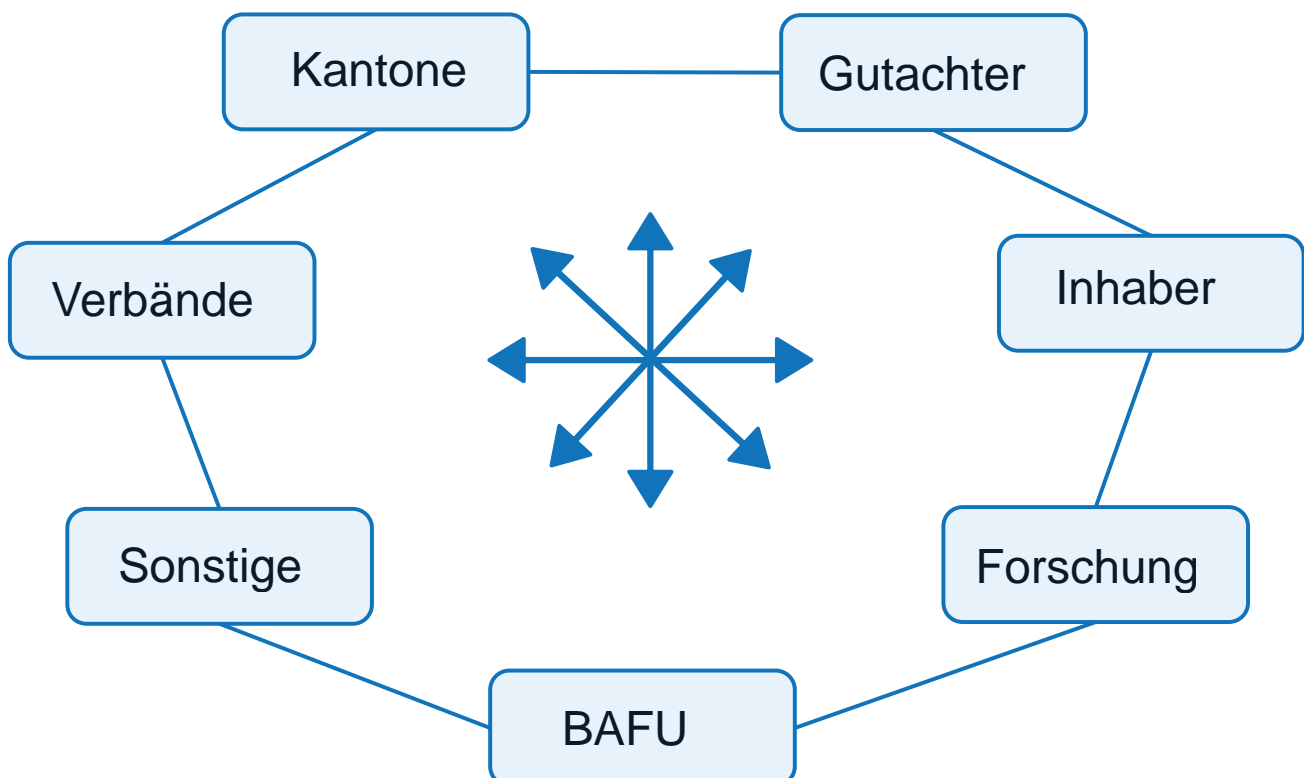 Kantone
Gutachter
Verbände
Inhaber
Sonstige
Forschung
BAFU